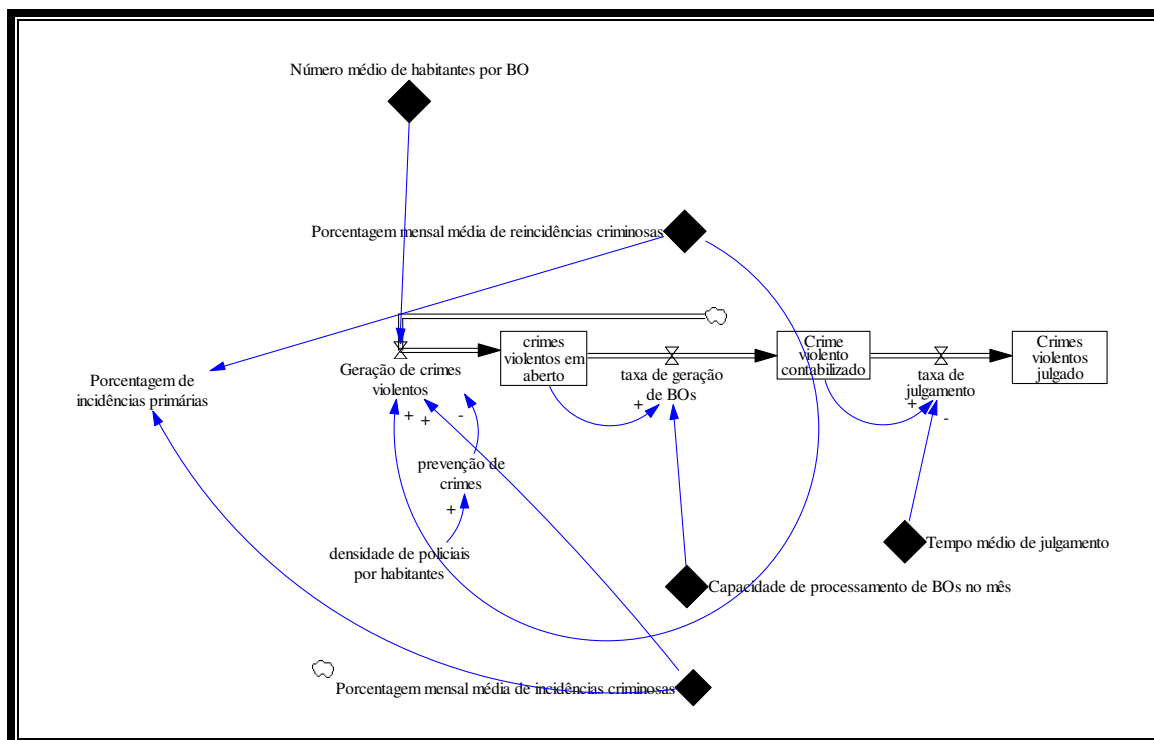 Número médio de habitantes por BO
Porcentagem mensal média de reincidências criminosas
crimes
violentos em
aberto
Crime
violento
contabilizado
Crimes
violentos
julgado
Geração de crimes
violentos
taxa de geração
de BOs
taxa de
julgamento
Porcentagem de
incidências primárias
+
+
-
+
+
-
prevenção de
crimes
+
densidade de policiais
por habitantes
Tempo médio de julgamento
Capacidade de processamento de BOs no mês
Porcentagem mensal média de incidências criminosas